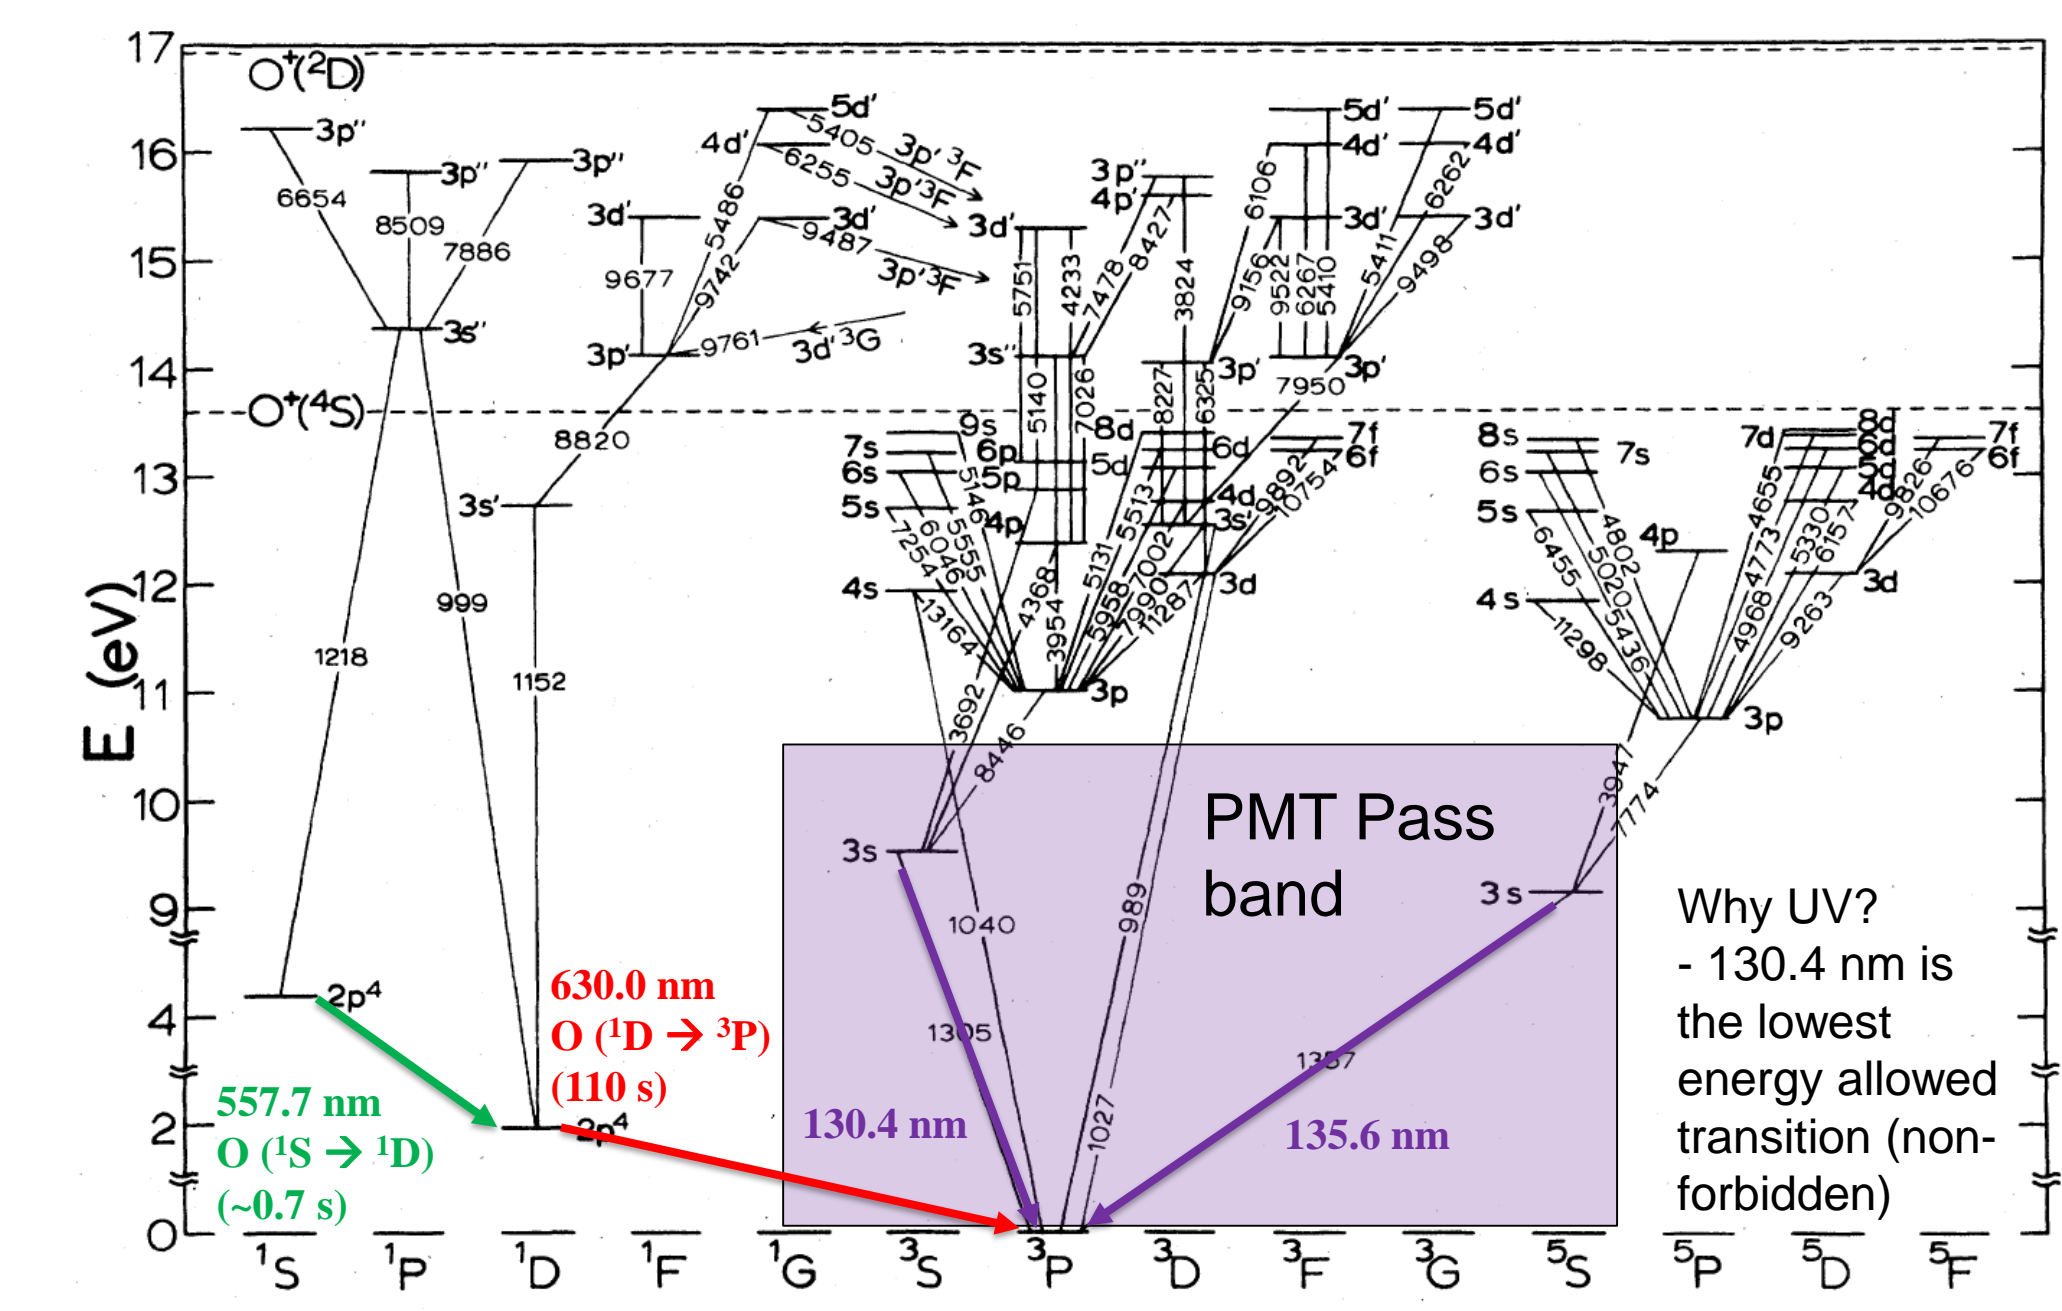 17
O⁺(²D)
5d'
5d'
5d'
3p''
5405
3p' ³F
16
4d'
4d'
4d'
3p''
3p''
3p''
6255
3p'³F
4p'
6106
6262
6654
8509
7886
5486
3d'
3d'
3d'
3d'
3d'
9487
3p'³F
8427
7478
15
9677
9742
5751
4233
3824
9156
9522
6267
5410
5411
9498
3s''
3p'
9761
3d'³G
3s''
3p'
3p'
14
5140
7026
8227
6325
7950
O⁺(⁴S)
8820
9s
8d
7f
8s
7d
8d
7f
7s
6p
6d
6f
7s
6d
6f
13
6s
5p
5d
6s
5d
3s'
5s
4p
4d
3s'
5s
4p
4d
5146
5555
6046
7254
5513
5131
7002
5958
7990
11287
9892
10754
4802
5020
5436
6455
4655
4773
4968
5330
6157
9826
10676
12
4s
3d
4s
3d
999
13164
4368
3954
11298
9263
E (eV)
1218
1152
11
3p
3p
3692
8446
3947
7774
10
PMT Pass
band
3s
3s
9
1040
989
Why UV?
- 130.4 nm is
the lowest
energy allowed
transition (non-
forbidden)
2p⁴
630.0 nm
O (¹D → ³P)
(110 s)
4
1305
1357
557.7 nm
O (¹S → ¹D)
(~0.7 s)
2
2p⁴
130.4 nm
1027
135.6 nm
0
¹S ¹P ¹D ¹F ¹G ³S ³P ³D ³F ³G ⁵S ⁵P ⁵D ⁵F